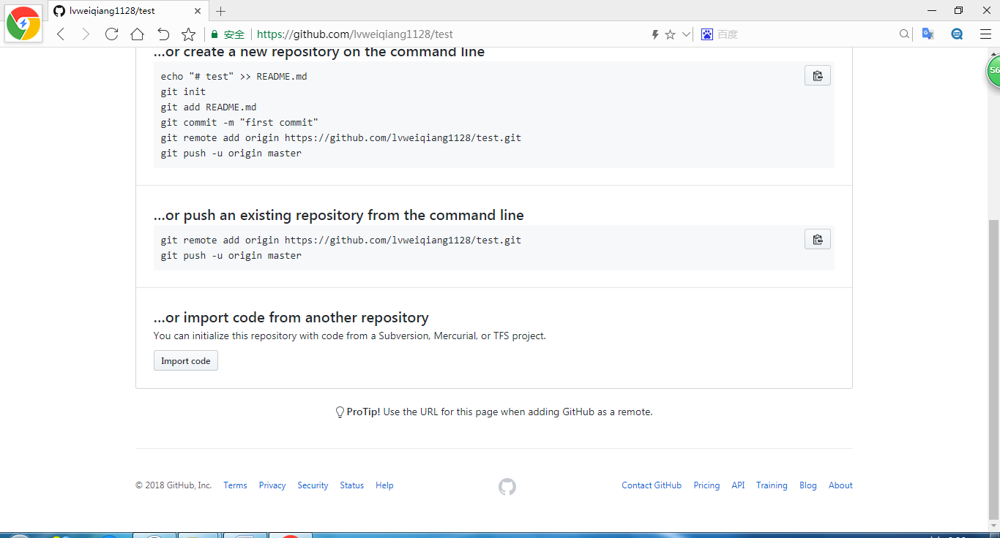 lvweiqiang1128/test
安全
https://github.com/lvweiqiang1128/test
百度
…or create a new repository on the command line
echo "# test" >> README.md
git init
git add README.md
git commit -m "first commit"
git remote add origin https://github.com/lvweiqiang1128/test.git
git push -u origin master
…or push an existing repository from the command line
git remote add origin https://github.com/lvweiqiang1128/test.git
git push -u origin master
…or import code from another repository
You can initialize this repository with code from a Subversion, Mercurial, or TFS project.
Import code
ProTip! Use the URL for this page when adding GitHub as a remote.
© 2018 GitHub, Inc. Terms Privacy Security Status Help Contact GitHub Pricing API Training Blog About